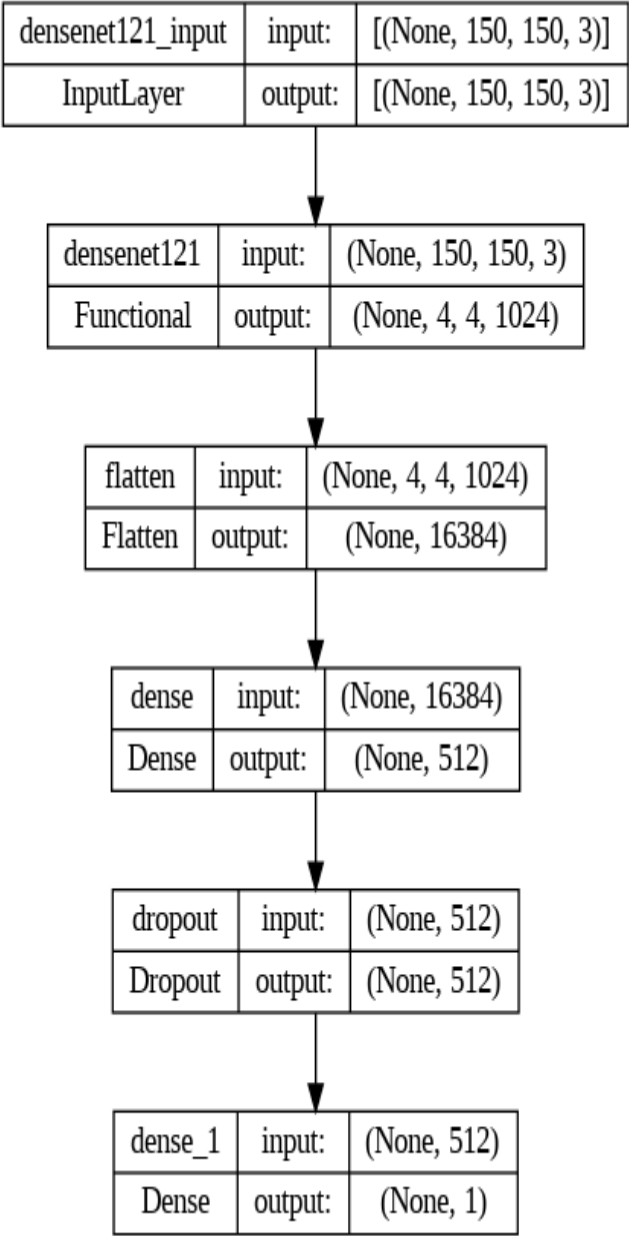 densenet121_input input: [(None, 150, 150, 3)]
InputLayer output: [(None, 150, 150, 3)]
densenet121 input: (None, 150, 150, 3)
Functional output: (None, 4, 4, 1024)
flatten input: (None, 4, 4, 1024)
Flatten output: (None, 16384)
dense input: (None, 16384)
Dense output: (None, 512)
dropout input: (None, 512)
Dropout output: (None, 512)
dense_1 input: (None, 512)
Dense output: (None, 1)